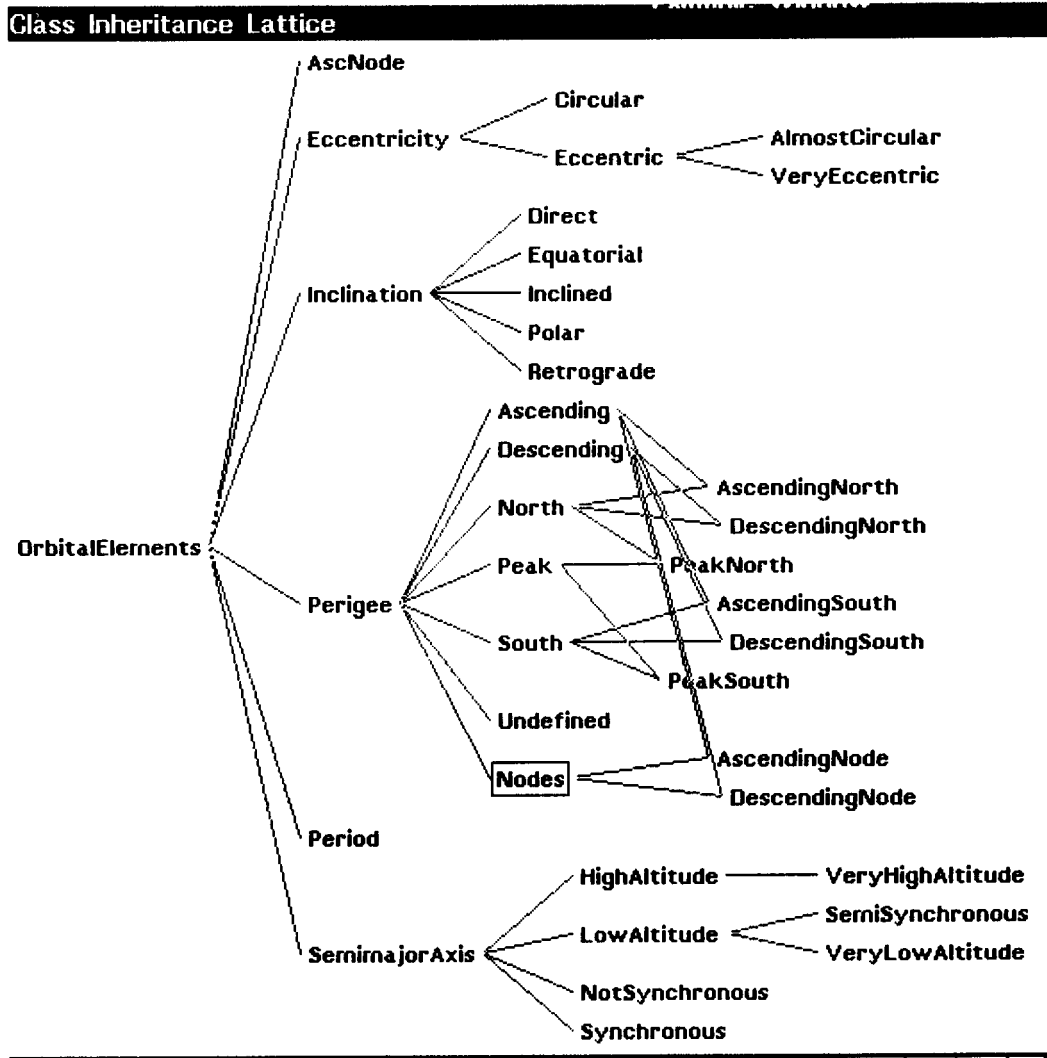 Class Inheritance Lattice
AscNode
Circular
Eccentricity
AlmostCircular
Eccentric
VeryEccentric
Direct
Equatorial
Inclination
Inclined
Polar
Retrograde
Ascending
Descending
AscendingNorth
North
DescendingNorth
OrbitalElements
Peak
PeakNorth
Perigee
AscendingSouth
South
DescendingSouth
PeakSouth
Undefined
AscendingNode
Nodes
DescendingNode
Period
HighAltitude
VeryHighAltitude
SemiSynchronous
LowAltitude
SemimajorAxis
VeryLowAltitude
NotSynchronous
Synchronous